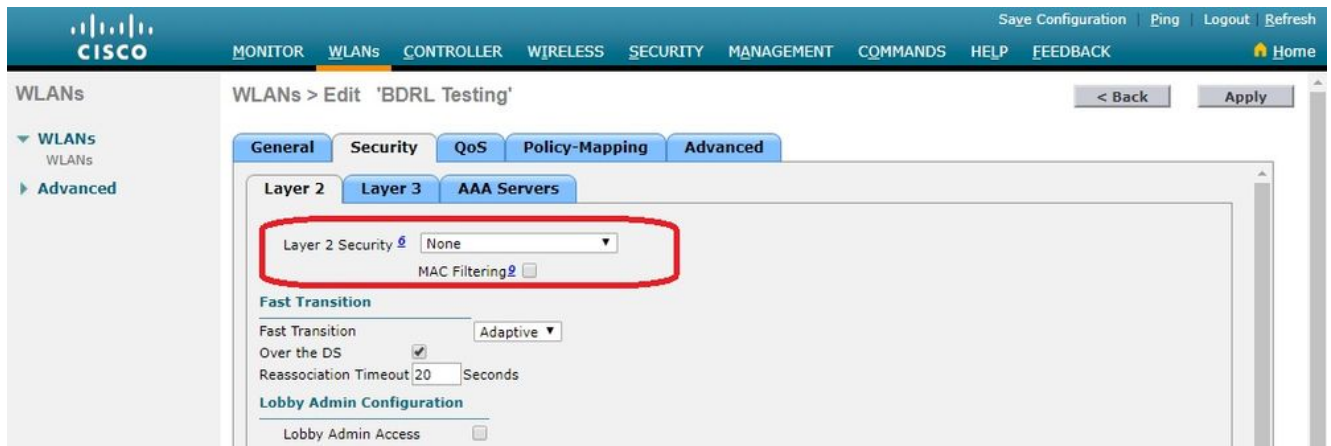 Save Configuration Ping Logout Refresh
CISCO MONITOR WLANs CONTROLLER WIRELESS SECURITY MANAGEMENT COMMANDS HELP FEEDBACK Home
WLANs
WLANs > Edit 'BDRL Testing'
< Back Apply
WLANs
WLANs
Advanced
General Security QoS Policy-Mapping Advanced
Layer 2 Layer 3 AAA Servers
Layer 2 Security 6 None
MAC Filtering 9
Fast Transition
Fast Transition Adaptive
Over the DS
Reassociation Timeout 20 Seconds
Lobby Admin Configuration
Lobby Admin Access